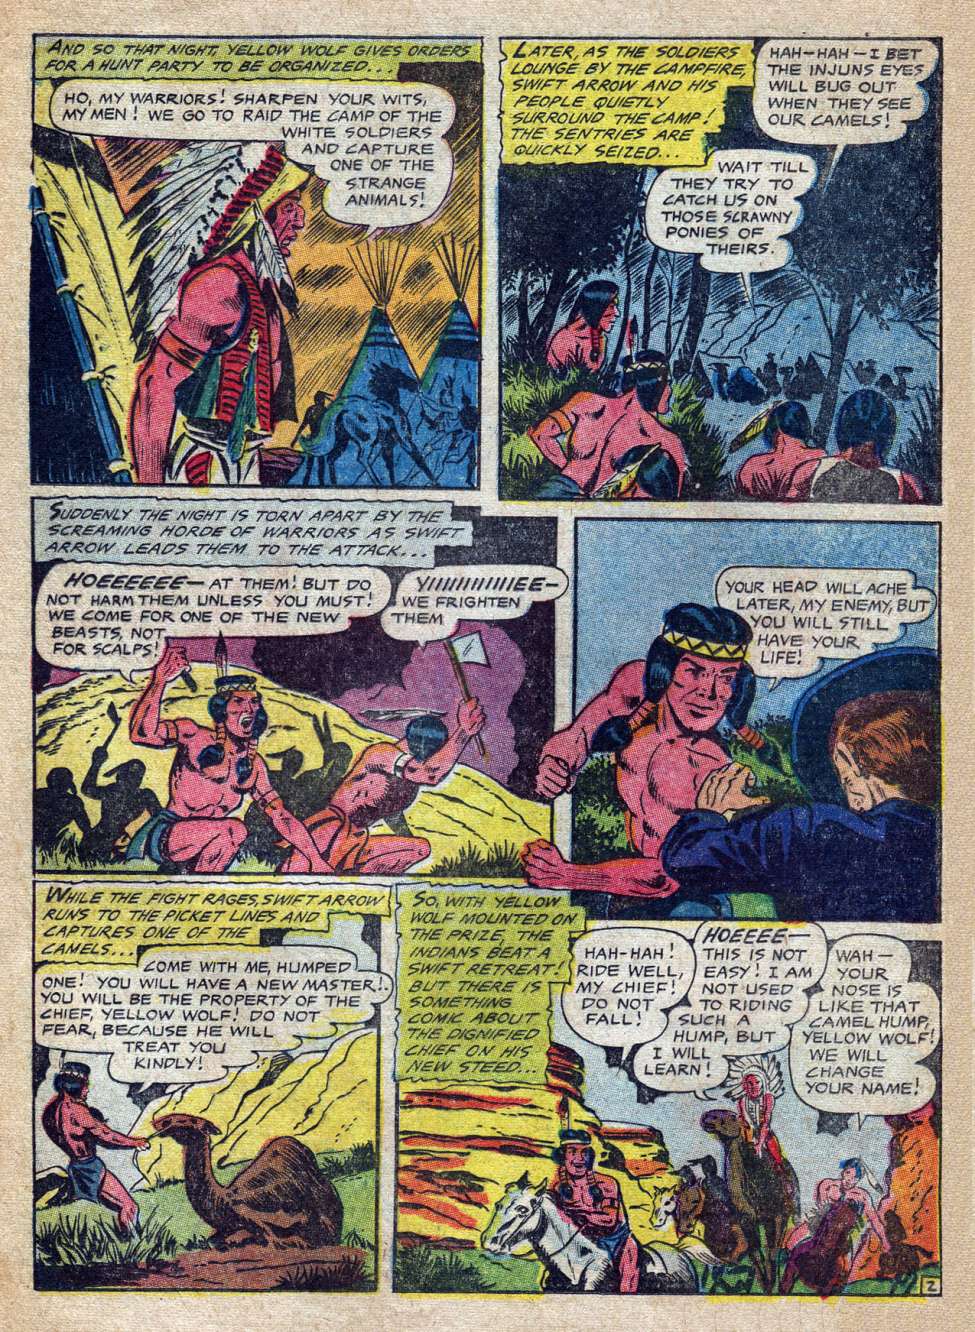 AND SO THAT NIGHT, YELLOW WOLF GIVES ORDERS
FOR A HUNT PARTY TO BE ORGANIZED...
HO, MY WARRIORS! SHARPEN YOUR WITS,
MY MEN! WE GO TO RAID THE CAMP OF THE
WHITE SOLDIERS
AND CAPTURE
ONE OF THE
STRANGE
ANIMALS!
LATER, AS THE SOLDIERS
LOUNGE BY THE CAMPFIRE,
SWIFT ARROW AND HIS
PEOPLE QUIETLY
SURROUND THE CAMP!
THE SENTRIES ARE
QUICKLY SEIZED...
HAH-HAH-I BET
THE INJUNS EYES
WILL BUG OUT
WHEN THEY SEE
OUR CAMELS!
WAIT TILL
THEY TRY TO
CATCH US ON
THOSE SCRAWNY
PONIES OF
THEIRS.
SUDDENLY THE NIGHT IS TORN APART BY THE
SCREAMING HORDE OF WARRIORS AS SWIFT
ARROW LEADS THEM TO THE ATTACK...
HOEEEEEE- AT THEM! BUT DO
NOT HARM THEM UNLESS YOU MUST!
WE COME FOR ONE OF THE NEW
BEASTS, NOT
FOR SCALPS!
YIIIIIIIIIIIEE-
WE FRIGHTEN
THEM
YOUR HEAD WILL ACHE
LATER, MY ENEMY, BUT
YOU WILL STILL
HAVE YOUR
LIFE!
WHILE THE FIGHT RAGES, SWIFT ARROW
RUNS TO THE PICKET LINES AND
CAPTURES ONE OF THE
CAMELS...
COME WITH ME, HUMPED
ONE! YOU WILL HAVE A NEW MASTER!
YOU WILL BE THE PROPERTY OF THE
CHIEF, YELLOW WOLF! DO NOT
FEAR, BECAUSE HE WILL
TREAT YOU
KINDLY!
SO, WITH YELLOW
WOLF MOUNTED ON
THE PRIZE, THE
INDIANS BEAT A
SWIFT RETREAT!
BUT THERE IS
SOMETHING
COMIC ABOUT
THE DIGNIFIED
CHIEF ON HIS
NEW STEED...
HAH-HAH!
RIDE WELL,
MY CHIEF!
DO NOT
FALL!
HOEEEE-
THIS IS NOT
EASY! I AM
NOT USED
TO RIDING
SUCH A
HUMP, BUT
I WILL
LEARN!
WAH-
YOUR
NOSE IS
LIKE THAT
CAMEL HUMP,
YELLOW WOLF!
WE WILL
CHANGE
YOUR NAME!
2